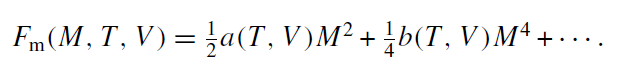 F_m(M, T, V) = ½a(T, V)M² + ¼b(T, V)M⁴ + · · · .